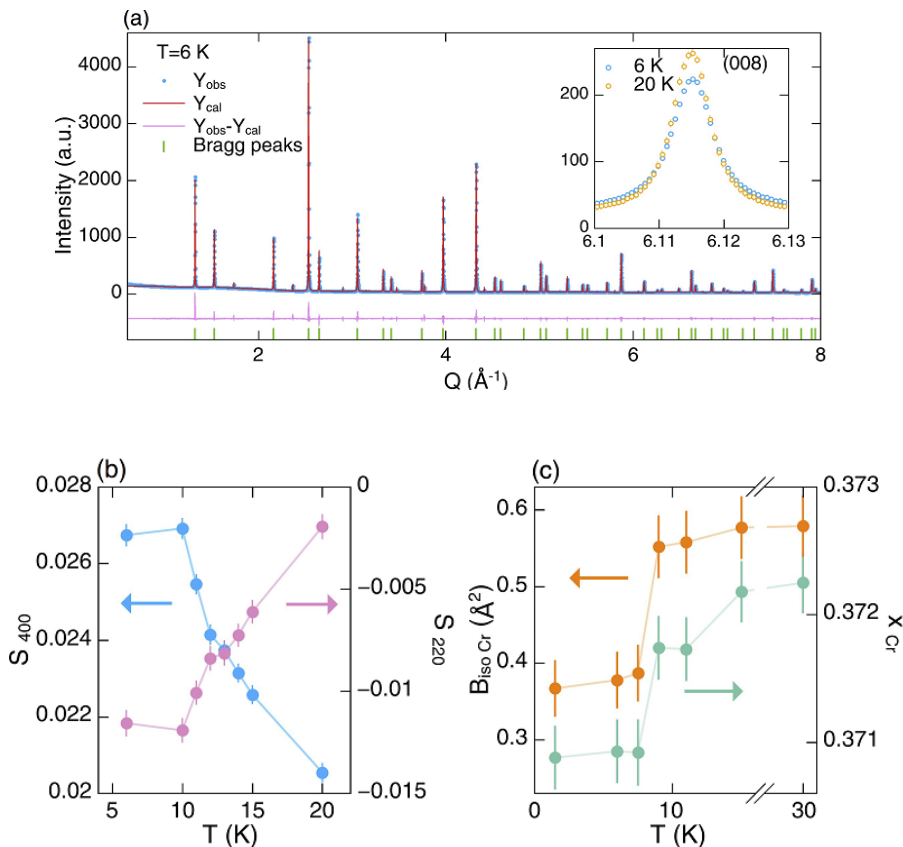 (a)
T=6 K
Yobs
Ycal
Yobs-Ycal
Bragg peaks
4000
3000
2000
1000
0
Intensity (a.u.)
2
4
6
8
Q (Å-1)
6 K
20 K
(008)
200
100
0
6.1
6.11
6.12
6.13
(b)
0.028
0.026
0.024
0.022
0.02
S 400
0
−0.005
−0.01
−0.015
S 220
5
10
15
20
T (K)
(c)
0.6
0.5
0.4
0.3
Biso Cr (Å2)
0.373
0.372
0.371
x Cr
0
10
30
T (K)